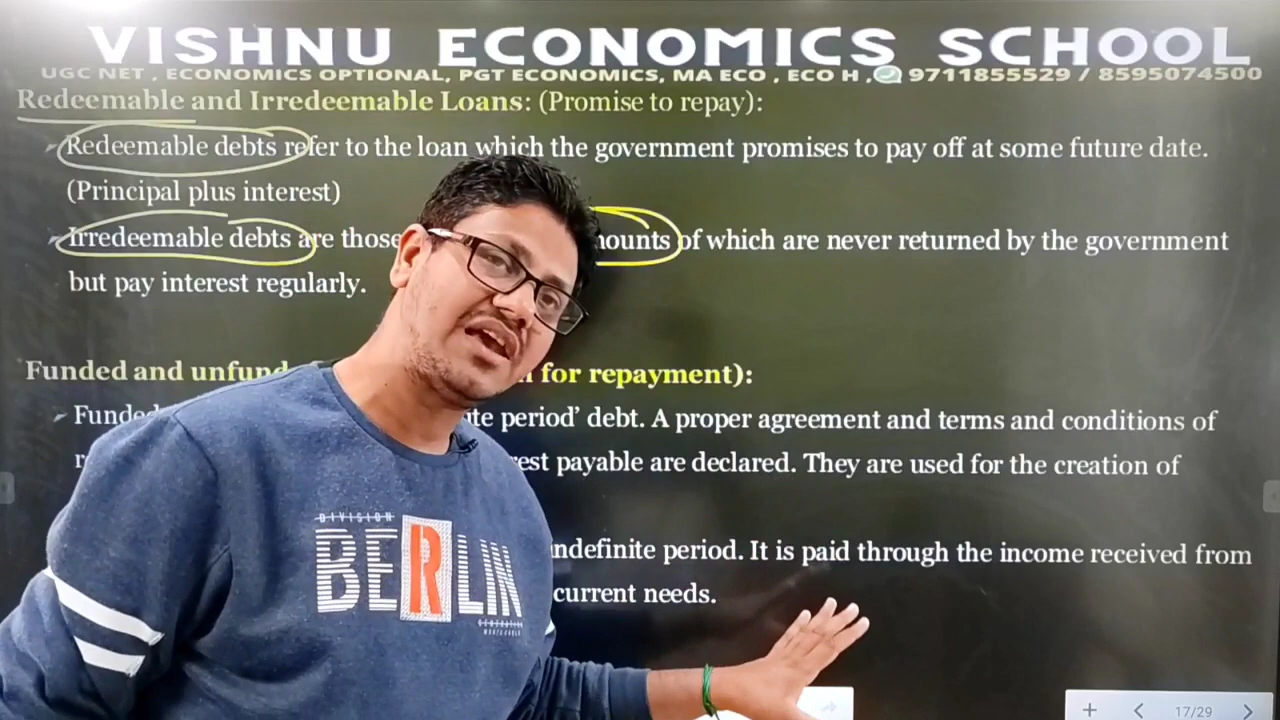 VISHNU ECONOMICS SCHOOL
UGC NET , ECONOMICS OPTIONAL, PGT ECONOMICS, MA ECO , ECO H , 9711855529 / 8595074500
Redeemable and Irredeemable Loans: (Promise to repay):
Redeemable debts refer to the loan which the government promises to pay off at some future date.
(Principal plus interest)
Irredeemable debts are those of which are never returned by the government
but pay interest regularly.
Funded and for repayment):
period’ debt. A proper agreement and terms and conditions of
payable are declared. They are used for the creation of
indefinite period. It is paid through the income received from
current needs.
DIVISION
BERLIN
+ < 17/29 >